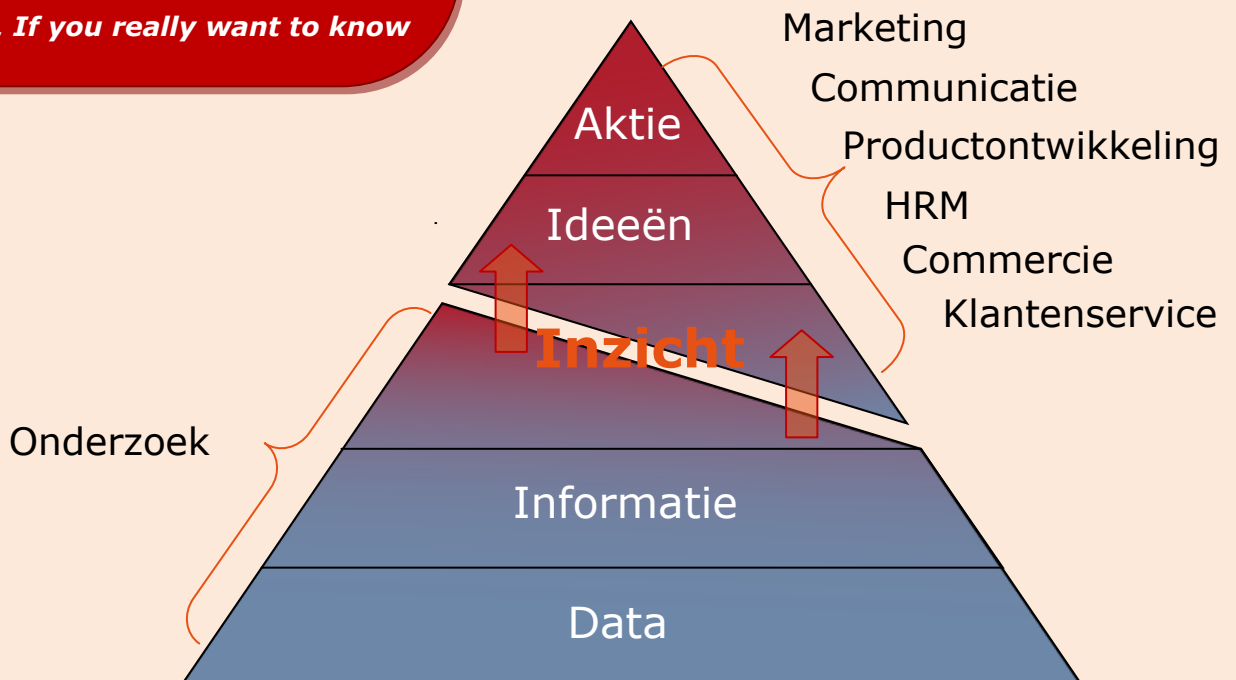 If you really want to know
Marketing
Communicatie
Productontwikkeling
HRM
Commercie
Klantenservice
Aktie
Ideeën
Inzicht
Onderzoek
Informatie
Data